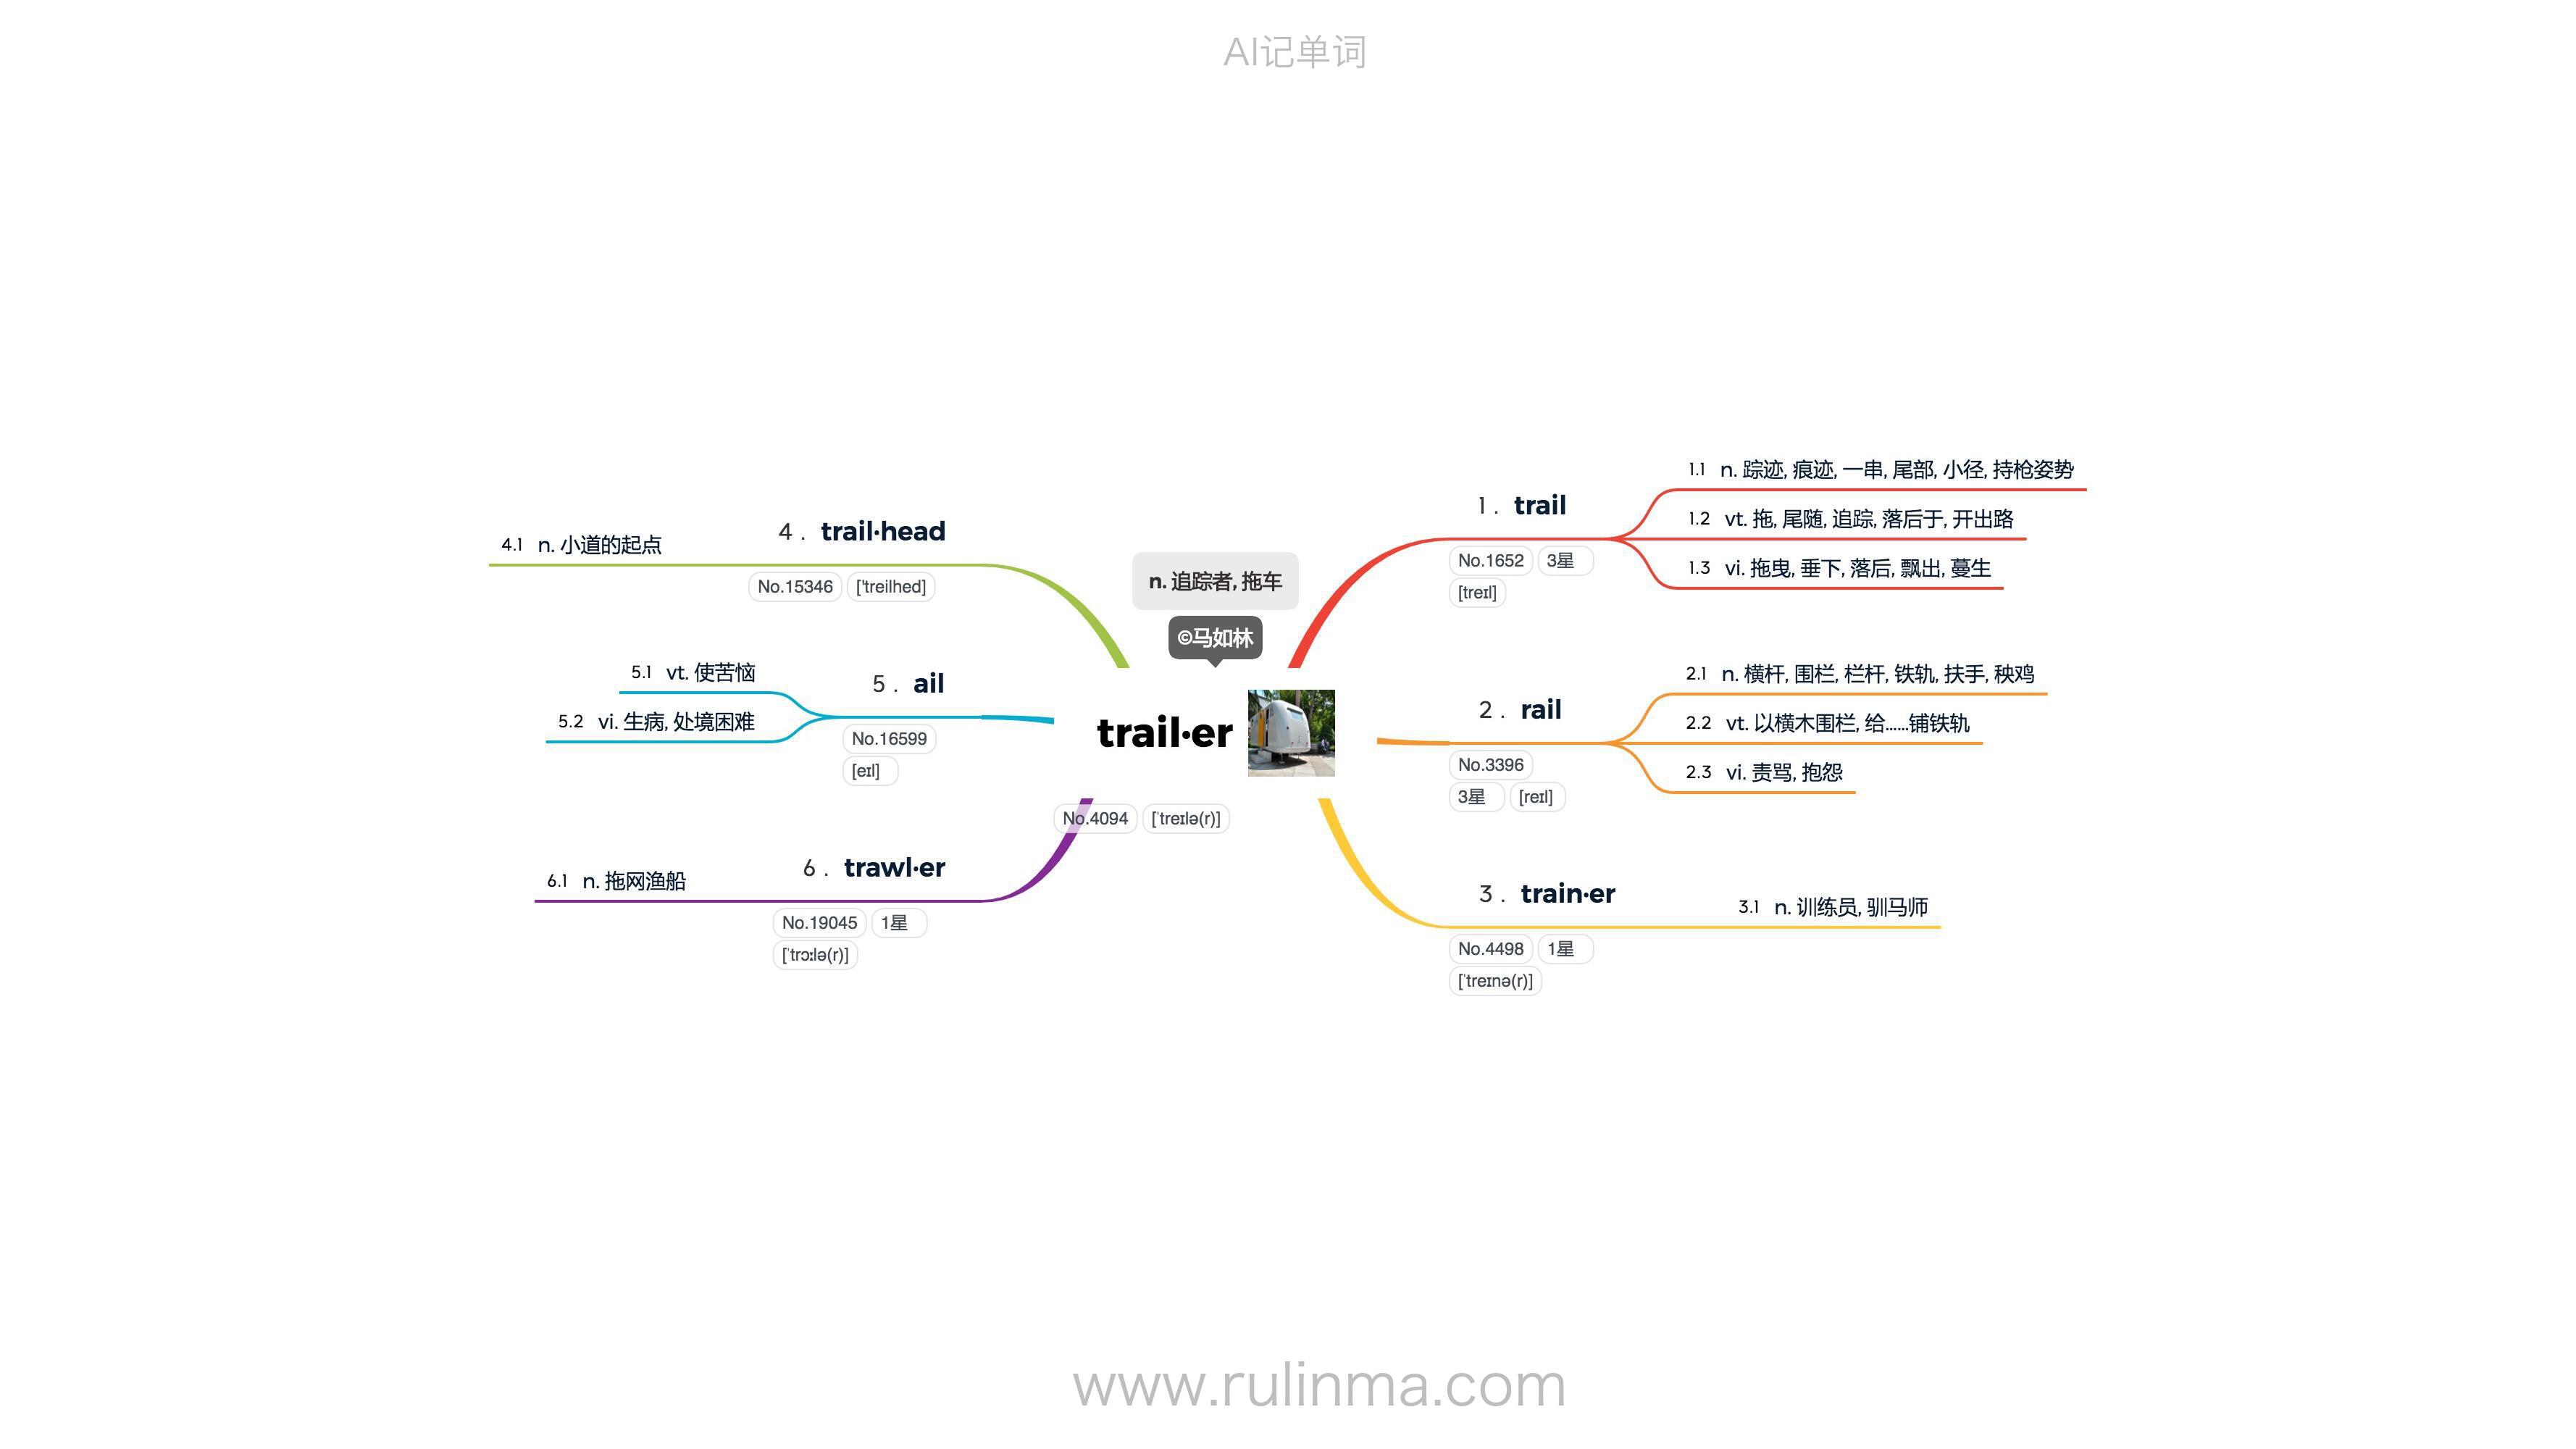 AI记单词
n. 追踪者, 拖车
©马如林
trail·er
No.4094 [ˈtreɪlə(r)]
1 . trail
No.1652 3星
[treɪl]
1.1 n. 踪迹, 痕迹, 一串, 尾部, 小径, 持枪姿势
1.2 vt. 拖, 尾随, 追踪, 落后于, 开出路
1.3 vi. 拖曳, 垂下, 落后, 飘出, 蔓生
2 . rail
No.3396
3星 [reɪl]
2.1 n. 横杆, 围栏, 栏杆, 铁轨, 扶手, 秧鸡
2.2 vt. 以横木围栏, 给……铺铁轨
2.3 vi. 责骂, 抱怨
3 . train·er
No.4498 1星
[ˈtreɪnə(r)]
3.1 n. 训练员, 驯马师
4 . trail·head
No.15346 ['treilhed]
4.1 n. 小道的起点
5 . ail
No.16599
[eɪl]
5.1 vt. 使苦恼
5.2 vi. 生病, 处境困难
6 . trawl·er
No.19045 1星
[ˈtrɔːlə(r)]
6.1 n. 拖网渔船
www.rulinma.com